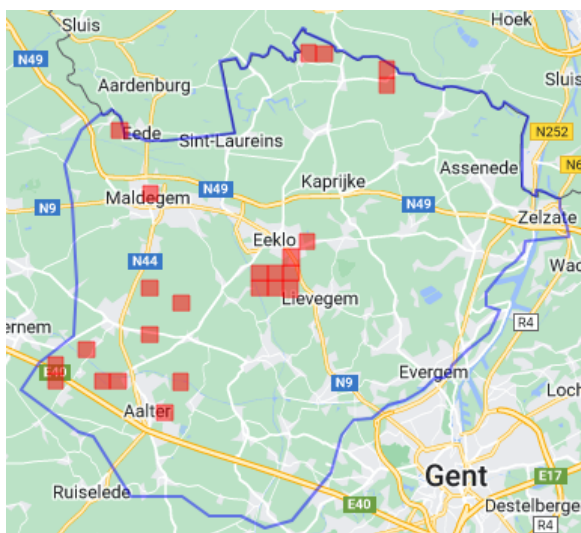 Sluis
Hoek
N49
Aardenburg
Sluis
Eede
Sint-Laureins
N252
Assenede
N6
Maldegem
N49
Kaprijke
N9
N49
Zelzate
Eeklo
N44
Wac
Lievegem
ernem
R4
E40
Evergem
N9
Loch
Aalter
Gent
E17
Ruiselede
E40
Destelberge
R4